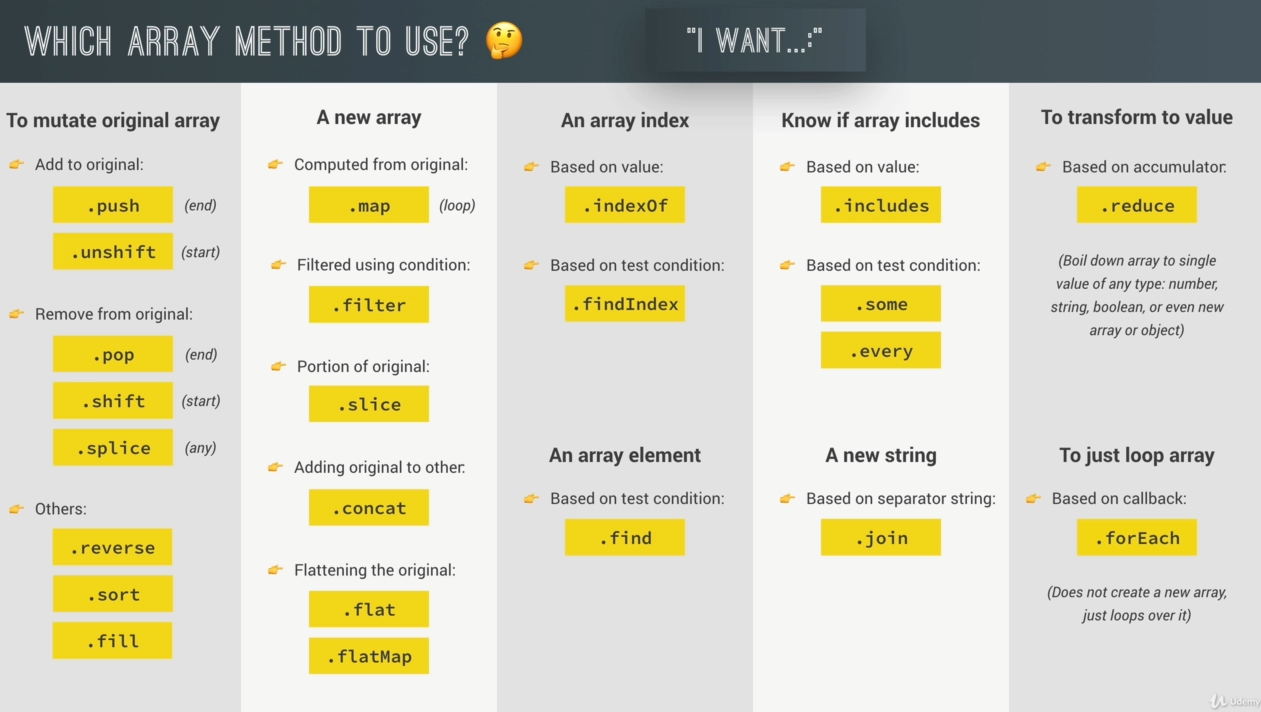 WHICH ARRAY METHOD TO USE? 🤔
"I WANT...:"
To mutate original array
👉 Add to original:
.push (end)
.unshift (start)
👉 Remove from original:
.pop (end)
.shift (start)
.splice (any)
👉 Others:
.reverse
.sort
.fill
A new array
👉 Computed from original:
.map (loop)
👉 Filtered using condition:
.filter
👉 Portion of original:
.slice
👉 Adding original to other:
.concat
👉 Flattening the original:
.flat
.flatMap
An array index
👉 Based on value:
.indexOf
👉 Based on test condition:
.findIndex
An array element
👉 Based on test condition:
.find
Know if array includes
👉 Based on value:
.includes
👉 Based on test condition:
.some
.every
A new string
👉 Based on separator string:
.join
To transform to value
👉 Based on accumulator:
.reduce
(Boil down array to single
value of any type: number,
string, boolean, or even new
array or object)
To just loop array
👉 Based on callback:
.forEach
(Does not create a new array,
just loops over it)
Udemy